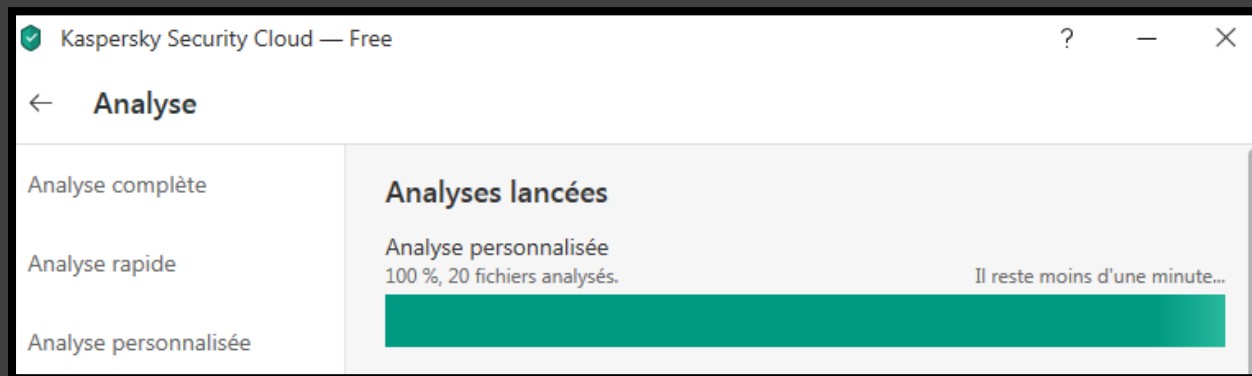 Kaspersky Security Cloud — Free
Analyse
Analyse complète
Analyse rapide
Analyse personnalisée
Analyses lancées
Analyse personnalisée
100 %, 20 fichiers analysés.
Il reste moins d'une minute...